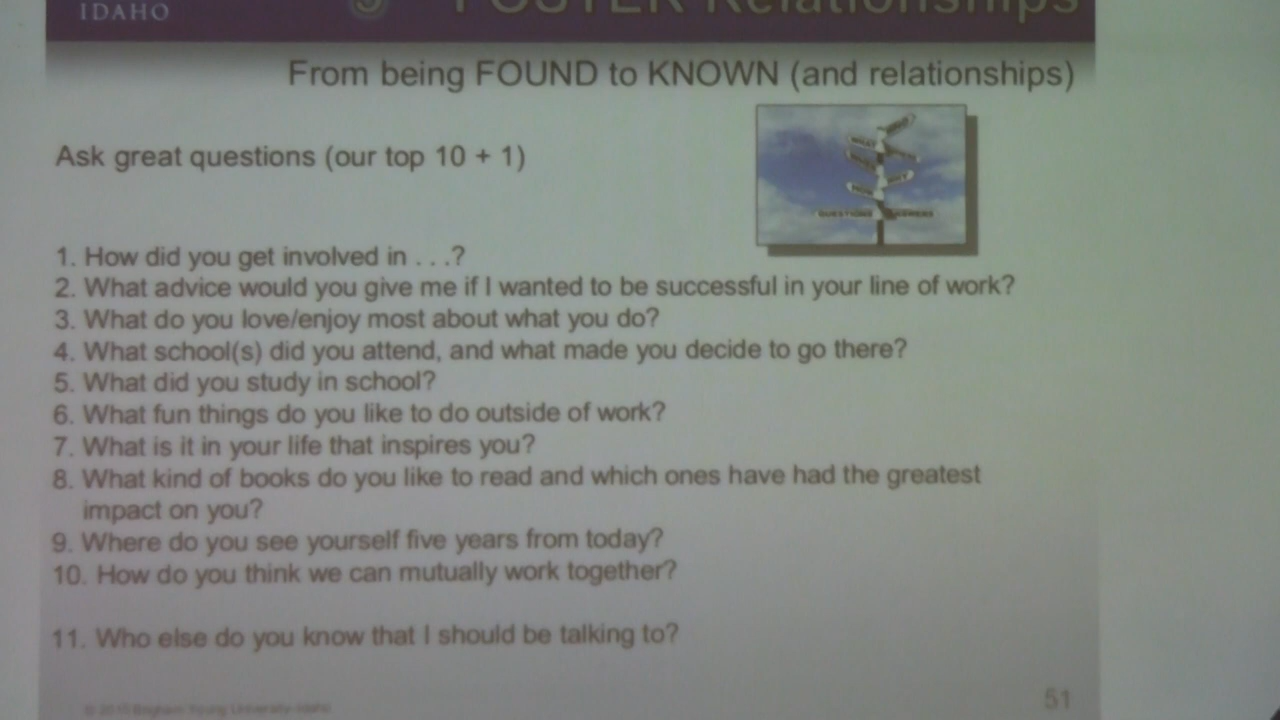 IDAHO
FOSTER Relationships
From being FOUND to KNOWN (and relationships)
Ask great questions (our top 10 + 1)
QUESTIONS ANSWERS
1. How did you get involved in . . .?
2. What advice would you give me if I wanted to be successful in your line of work?
3. What do you love/enjoy most about what you do?
4. What school(s) did you attend, and what made you decide to go there?
5. What did you study in school?
6. What fun things do you like to do outside of work?
7. What is it in your life that inspires you?
8. What kind of books do you like to read and which ones have had the greatest
impact on you?
9. Where do you see yourself five years from today?
10. How do you think we can mutually work together?
11. Who else do you know that I should be talking to?
© 2010 Brigham Young University-Idaho
51